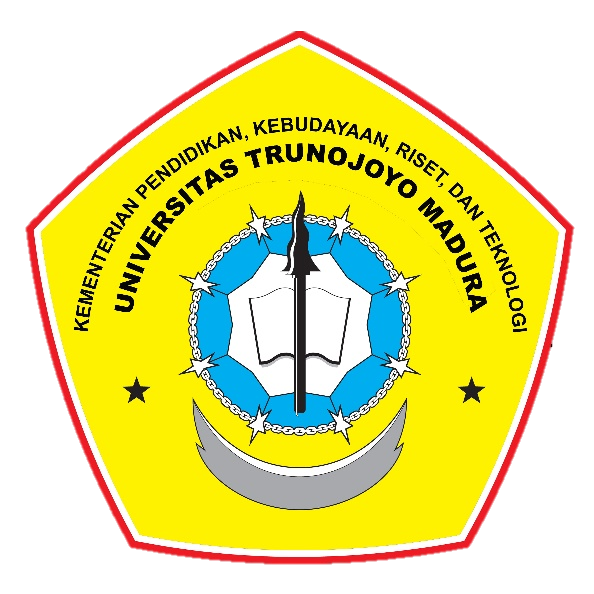 KEMENTERIAN PENDIDIKAN, KEBUDAYAAN, RISET, DAN TEKNOLOGI
UNIVERSITAS TRUNOJOYO MADURA